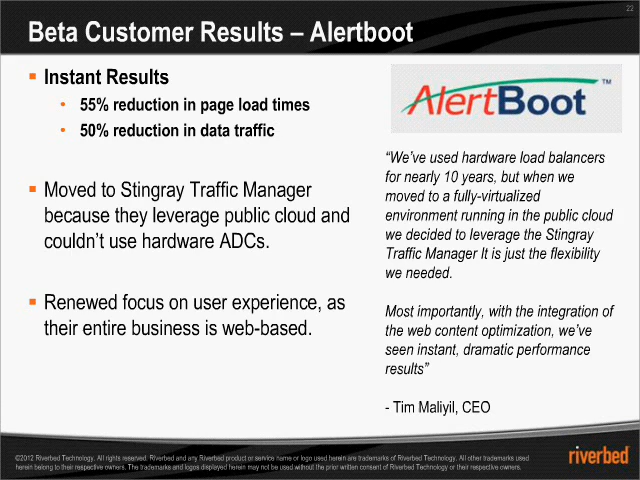 22
Beta Customer Results – Alertboot
▪ Instant Results
• 55% reduction in page load times
• 50% reduction in data traffic
▪ Moved to Stingray Traffic Manager
because they leverage public cloud and
couldn’t use hardware ADCs.
▪ Renewed focus on user experience, as
their entire business is web-based.
AlertBoot™
“We’ve used hardware load balancers
for nearly 10 years, but when we
moved to a fully-virtualized
environment running in the public cloud
we decided to leverage the Stingray
Traffic Manager It is just the flexibility
we needed.
Most importantly, with the integration of
the web content optimization, we’ve
seen instant, dramatic performance
results”
- Tim Maliyil, CEO
©2012 Riverbed Technology. All rights reserved. Riverbed and any Riverbed product or service name or logo used herein are trademarks of Riverbed Technology. All other trademarks used
herein belong to their respective owners. The trademarks and logos displayed herein may not be used without the prior written consent of Riverbed Technology or their respective owners.
riverbed